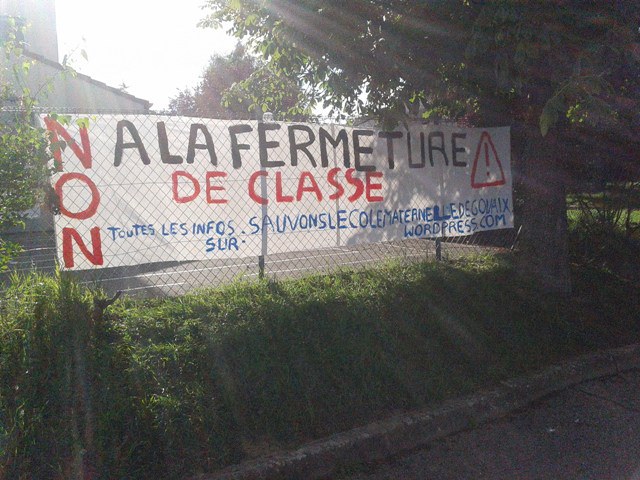 NON
A LA FERMETURE
DE CLASSE
TOUTES LES INFOS. SAUVONSLECOLEMATERNELLEDEGOUAIX
SUR. WORDPRESS.COM